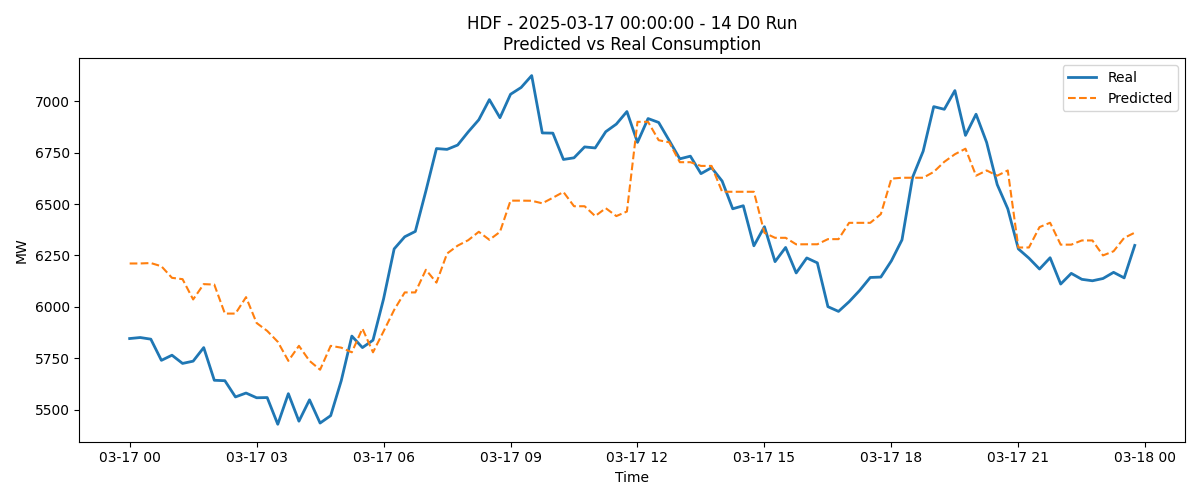 HDF - 2025-03-17 00:00:00 - 14 D0 Run
Predicted vs Real Consumption
Real
Predicted
7000
6750
6500
6250
6000
5750
5500
MW
03-17 00
03-17 03
03-17 06
03-17 09
03-17 12
03-17 15
03-17 18
03-17 21
03-18 00
Time